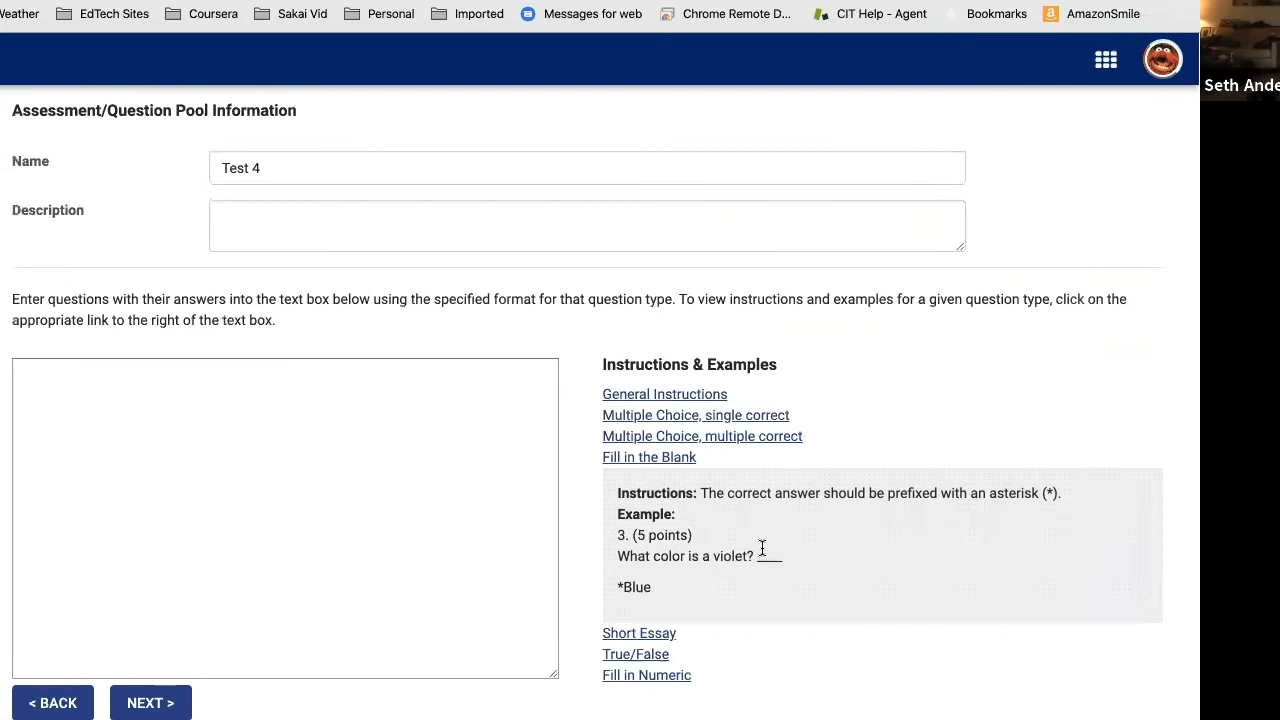 eather EdTech Sites Coursera Sakai Vid Personal Imported Messages for web Chrome Remote D... CIT Help - Agent Bookmarks AmazonSmile
Seth Ande
Assessment/Question Pool Information
Name Test 4
Description
Enter questions with their answers into the text box below using the specified format for that question type. To view instructions and examples for a given question type, click on the
appropriate link to the right of the text box.
Instructions & Examples
General Instructions
Multiple Choice, single correct
Multiple Choice, multiple correct
Fill in the Blank
Instructions: The correct answer should be prefixed with an asterisk (*).
Example:
3. (5 points)
What color is a violet? ____
*Blue
Short Essay
True/False
Fill in Numeric
< BACK NEXT >